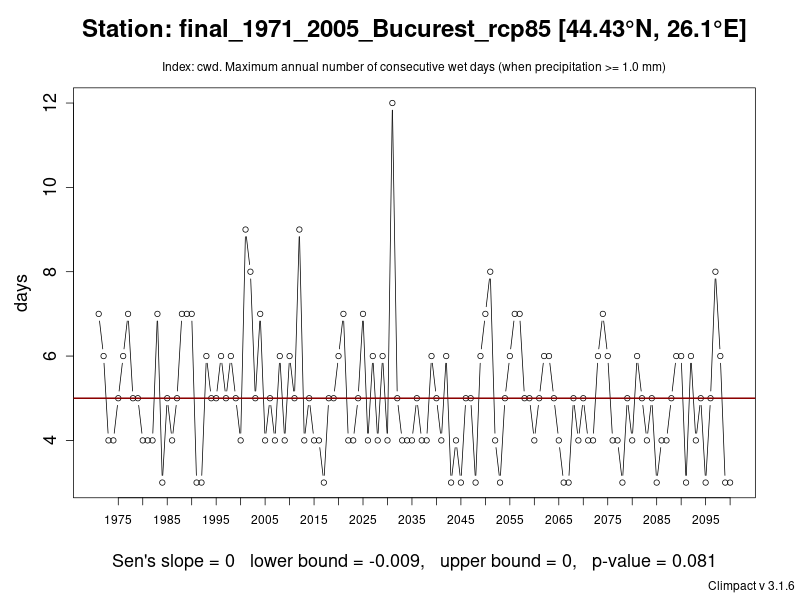 Station: final_1971_2005_Bucurest_rcp85 [44.43°N, 26.1°E]
Index: cwd. Maximum annual number of consecutive wet days (when precipitation >= 1.0 mm)
12
10
8
6
4
days
1975 1985 1995 2005 2015 2025 2035 2045 2055 2065 2075 2085 2095
Sen's slope = 0 lower bound = -0.009, upper bound = 0, p-value = 0.081
Climpact v 3.1.6